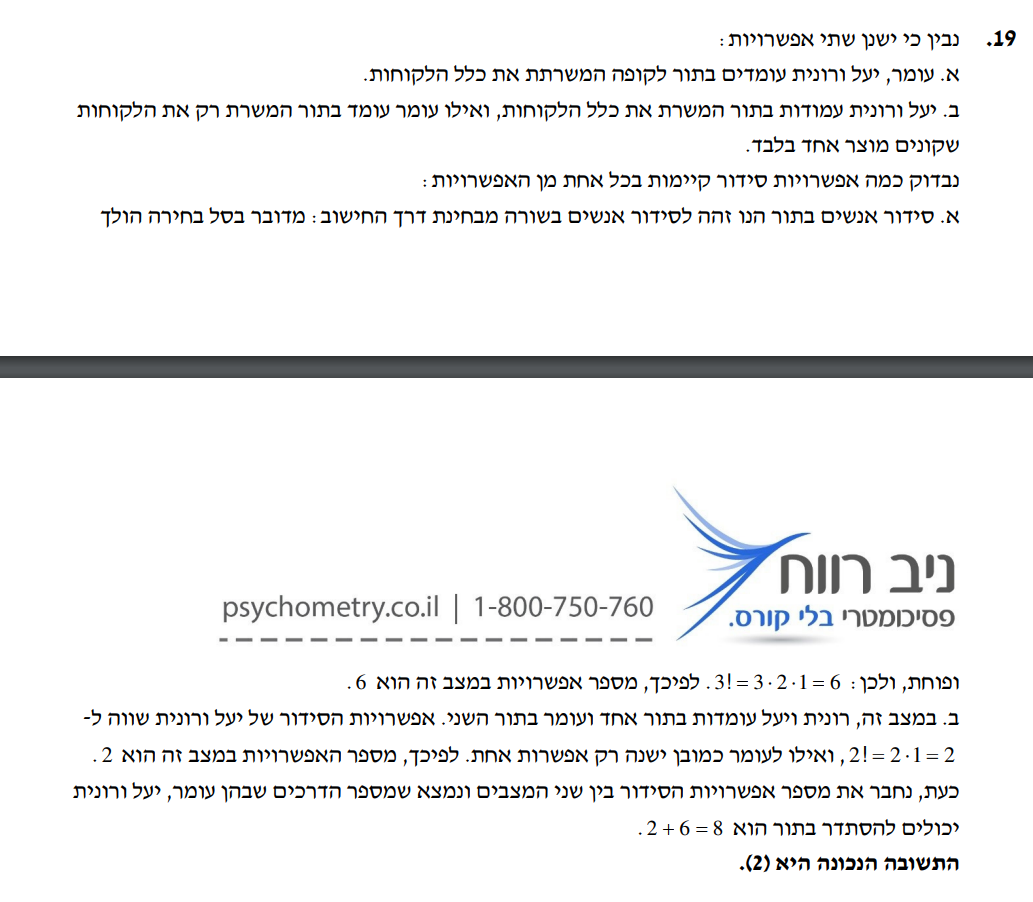 19. נבין כי ישנן שתי אפשרויות:
א. עומר, יעל ורונית עומדים בתור לקופה המשרתת את כלל הלקוחות.
ב. יעל ורונית עמודות בתור המשרת את כלל הלקוחות, ואילו עומר עומד בתור המשרת רק את הלקוחות
שקונים מוצר אחד בלבד.
נבדוק כמה אפשרויות סידור קיימות בכל אחת מן האפשרויות:
א. סידור אנשים בתור הנו זהה לסידור אנשים בשורה מבחינת דרך החישוב: מדובר בסל בחירה הולך
ניב רווח
פסיכומטרי בלי קורס.
psychometry.co.il | 1-800-750-760
ופוחת, ולכן: 3! = 3·2·1 = 6. לפיכך, מספר אפשרויות במצב זה הוא 6.
ב. במצב זה, רונית ויעל עומדות בתור אחד ועומר בתור השני. אפשרויות הסידור של יעל ורונית שווה ל-
2! = 2·1 = 2, ואילו לעומר כמובן ישנה רק אפשרות אחת. לפיכך, מספר האפשרויות במצב זה הוא 2.
כעת, נחבר את מספר אפשרויות הסידור בין שני המצבים ונמצא שמספר הדרכים שבהן עומר, יעל ורונית
יכולים להסתדר בתור הוא 2+6=8.
התשובה הנכונה היא (2).